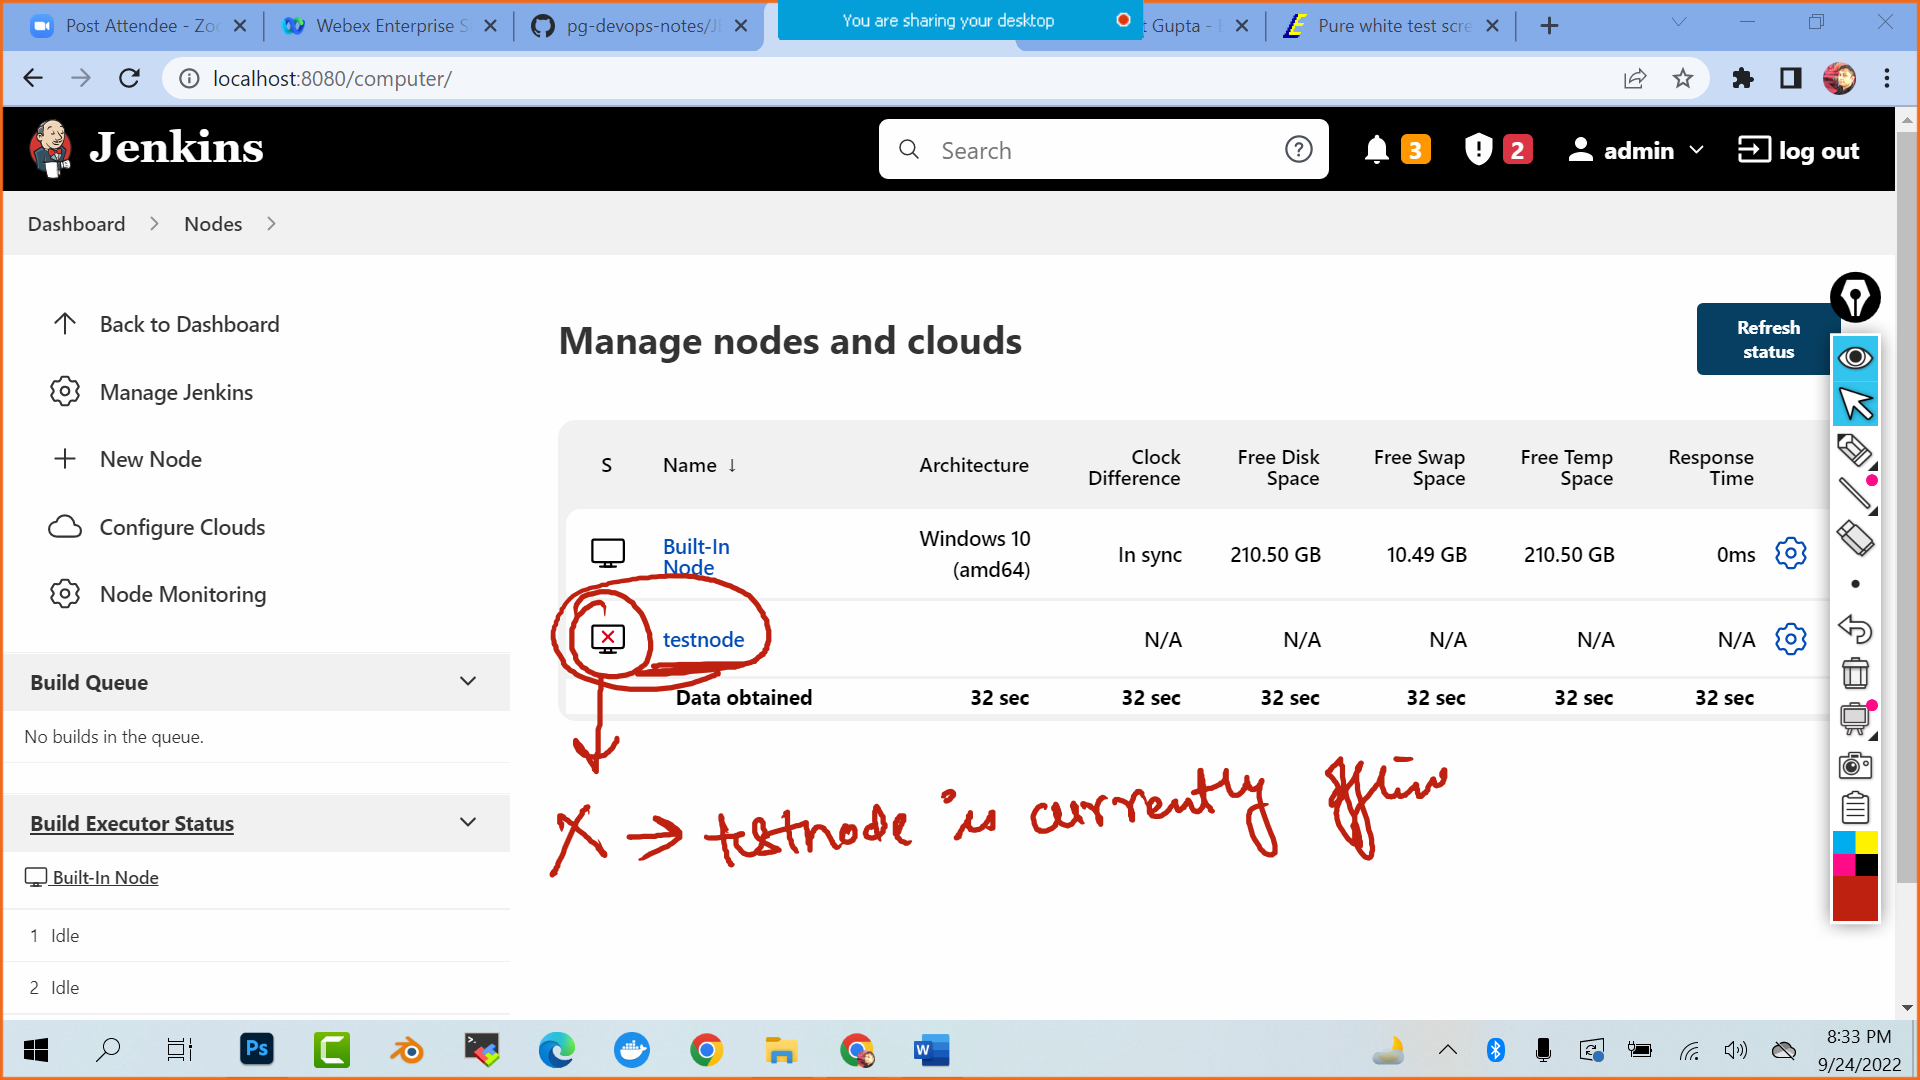 Post Attendee - Zoo
Webex Enterprise S
pg-devops-notes/JE
You are sharing your desktop
t Gupta - E
Pure white test scre
localhost:8080/computer/
Jenkins
Search
3
2
admin
log out
Dashboard
Nodes
Back to Dashboard
Manage Jenkins
New Node
Configure Clouds
Node Monitoring
Build Queue
No builds in the queue.
Build Executor Status
Built-In Node
1 Idle
2 Idle
Manage nodes and clouds
Refresh
status
S Name ↓ Architecture Clock Difference Free Disk Space Free Swap Space Free Temp Space Response Time
Built-In Node Windows 10 (amd64) In sync 210.50 GB 10.49 GB 210.50 GB 0ms
testnode N/A N/A N/A N/A N/A
Data obtained 32 sec 32 sec 32 sec 32 sec 32 sec 32 sec
X → testnode is currently offline
Ps
W
8:33 PM
9/24/2022